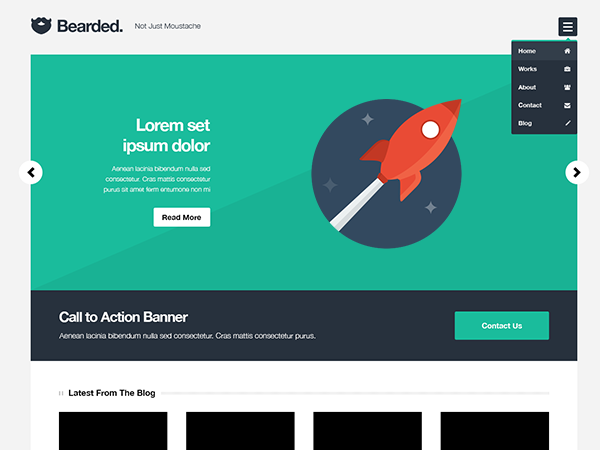 Bearded.
Not Just Moustache
Home
Works
About
Contact
Blog
Lorem set
ipsum dolor
Aenean lacinia bibendum nulla sed
consectetur. Cras mattis consectetur
purus sit amet ferm entumone non mi
Read More
Call to Action Banner
Aenean lacinia bibendum nulla sed consectetur. Cras mattis consectetur purus.
Contact Us
Latest From The Blog